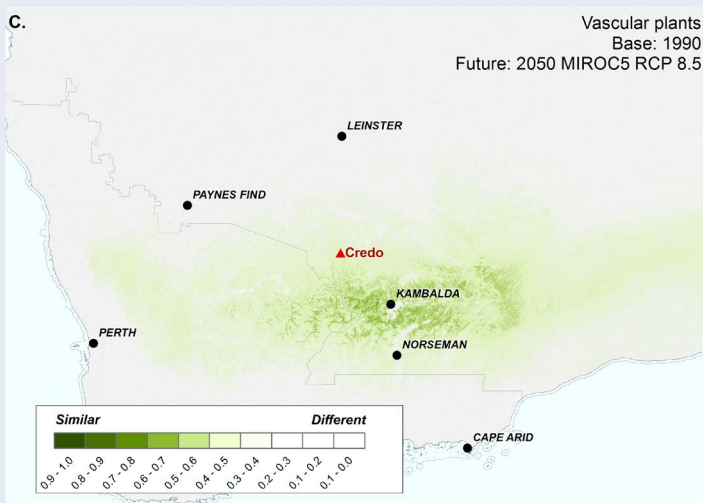 C.
Vascular plants
Base: 1990
Future: 2050 MIROC5 RCP 8.5
LEINSTER
PAYNES FIND
Credo
KAMBALDA
PERTH
NORSEMAN
Similar Different
0.9 - 1.0
0.8 - 0.9
0.7 - 0.8
0.6 - 0.7
0.5 - 0.6
0.4 - 0.5
0.3 - 0.4
0.2 - 0.3
0.1 - 0.2
0.1 - 0.0
CAPE ARID